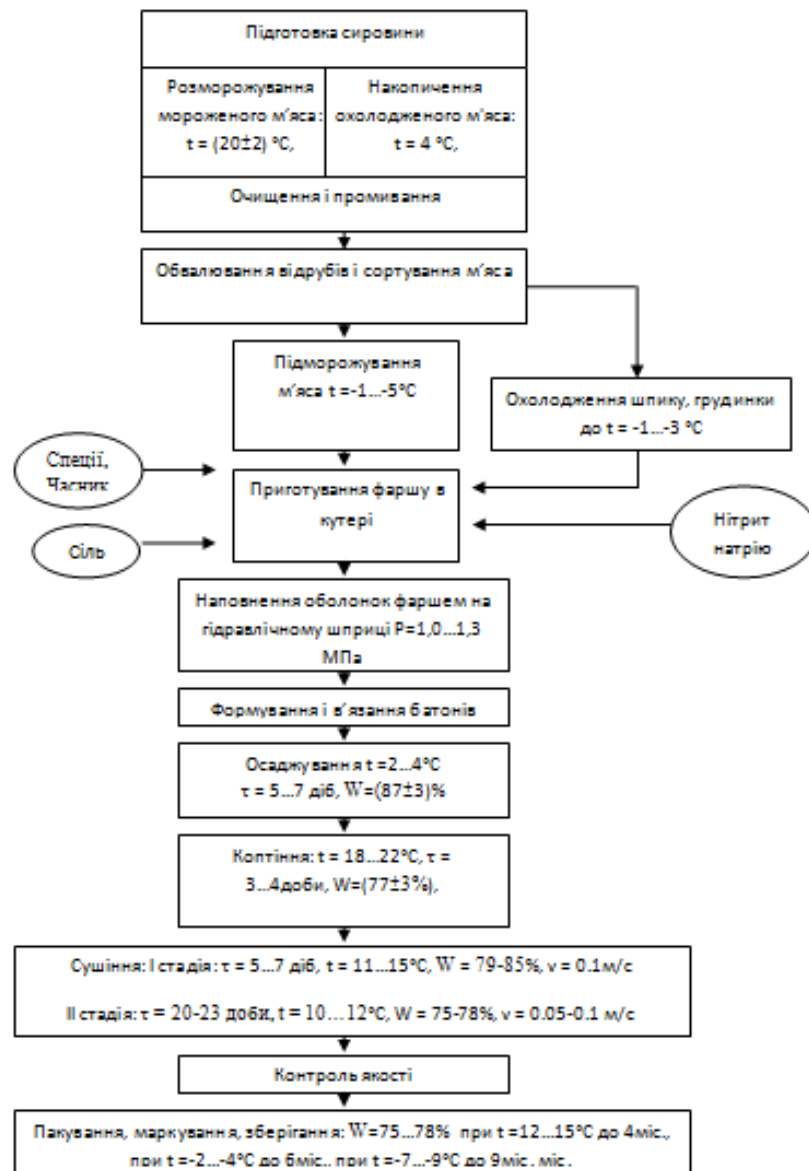 Підготовка сировини
Розморожування
мороженого м'яса:
t = (20±2) °C,
Накопичення
охолодженого м'яса:
t = 4 °C,
Очищення і промивання
Обвалювання відрубів і сортування м'яса
Підморожування
м'яса t =-1...-5°C
Охолодження шпику, грудинки
до t = -1...-3 °C
Спеції,
Часник
Приготування фаршу в
кутері
Сіль
Нітрит
натрію
Наповнення оболонок фаршем на
гідравлічному шприці P=1,0...1,3
МПа
Формування і в'язання батонів
Осаджування t =2...4°C
τ = 5...7 діб, W=(87±3)%
Коптіння: t = 18...22°C, τ =
3...4доби, W=(77±3%),
Сушіння: I стадія: τ = 5...7 діб, t = 11...15°C, W = 79-85%, v = 0.1м/с
II стадія: τ = 20-23 доби, t = 10...12°C, W = 75-78%, v = 0.05-0.1 м/с
Контроль якості
Пакування, маркування, зберігання: W=75...78% при t =12...15°C до 4міс.,
при t =-2...-4°C до 6міс., при t =-7...-9°C до 9міс. міс.